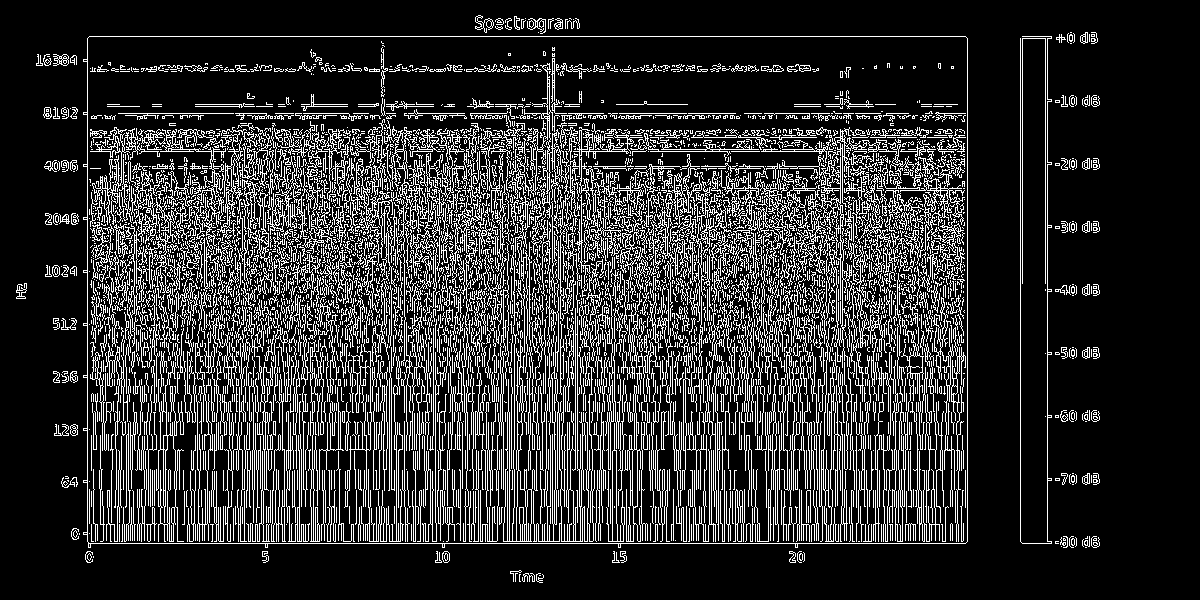 Spectrogram
16384
8192
4096
2048
1024
512
256
128
64
0
Hz
0 5 10 15 20
Time
+0 dB
-10 dB
-20 dB
-30 dB
-40 dB
-50 dB
-60 dB
-70 dB
-80 dB